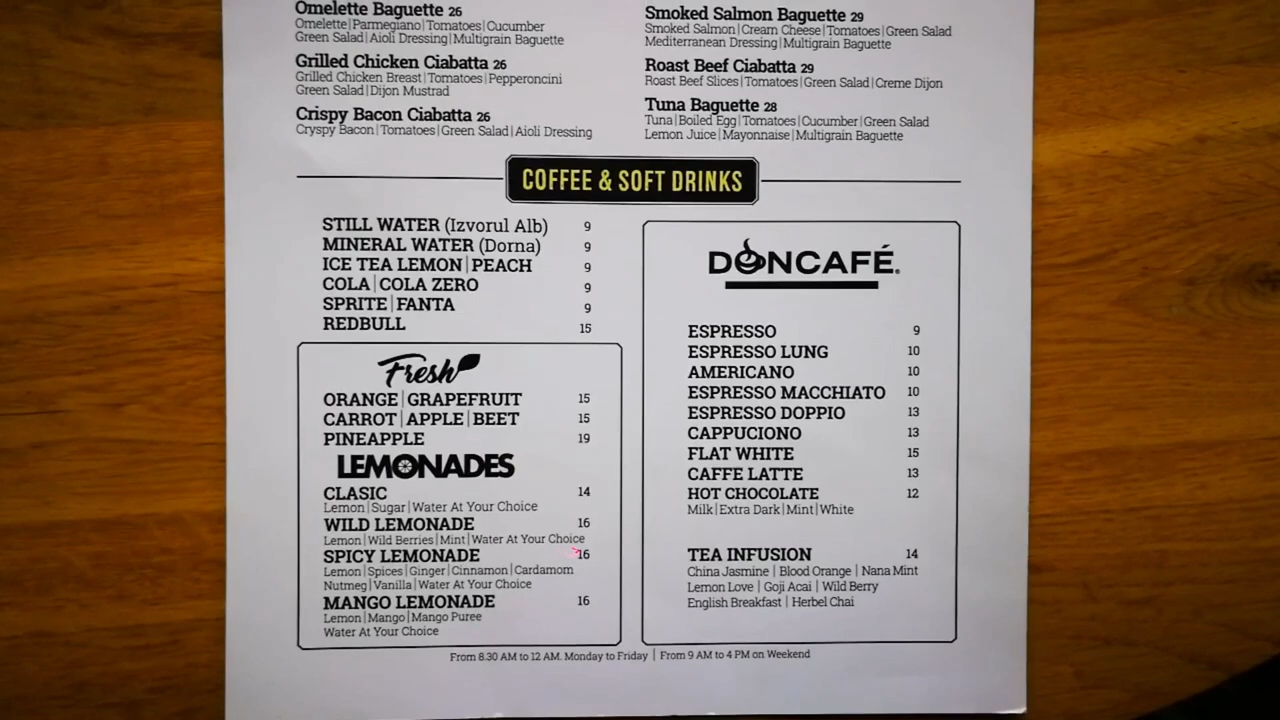 Omelette Baguette 26
Omelette|Parmegiano|Tomatoes|Cucumber
Green Salad|Aioli Dressing|Multigrain Baguette
Grilled Chicken Ciabatta 26
Grilled Chicken Breast|Tomatoes|Pepperoncini
Green Salad|Dijon Mustrad
Crispy Bacon Ciabatta 26
Cryspy Bacon|Tomatoes|Green Salad|Aioli Dressing
Smoked Salmon Baguette 29
Smoked Salmon|Cream Cheese|Tomatoes|Green Salad
Mediterranean Dressing|Multigrain Baguette
Roast Beef Ciabatta 29
Roast Beef Slices|Tomatoes|Green Salad|Creme Dijon
Tuna Baguette 28
Tuna|Boiled Egg|Tomatoes|Cucumber|Green Salad
Lemon Juice|Mayonnaise|Multigrain Baguette
COFFEE & SOFT DRINKS
STILL WATER (Izvorul Alb) 9
MINERAL WATER (Dorna) 9
ICE TEA LEMON|PEACH 9
COLA|COLA ZERO 9
SPRITE|FANTA 9
REDBULL 15
Fresh
ORANGE|GRAPEFRUIT 15
CARROT|APPLE|BEET 15
PINEAPPLE 19
LEMONADES
CLASIC 14
Lemon|Sugar|Water At Your Choice
WILD LEMONADE 16
Lemon|Wild Berries|Mint|Water At Your Choice
SPICY LEMONADE 16
Lemon|Spices|Ginger|Cinnamon|Cardamom
Nutmeg|Vanilla|Water At Your Choice
MANGO LEMONADE 16
Lemon|Mango|Mango Puree
Water At Your Choice
DONCAFÉ.
ESPRESSO 9
ESPRESSO LUNG 10
AMERICANO 10
ESPRESSO MACCHIATO 10
ESPRESSO DOPPIO 13
CAPPUCIONO 13
FLAT WHITE 15
CAFFE LATTE 13
HOT CHOCOLATE 12
Milk|Extra Dark|Mint|White
TEA INFUSION 14
China Jasmine | Blood Orange | Nana Mint
Lemon Love | Goji Acai | Wild Berry
English Breakfast | Herbel Chai
From 8.30 AM to 12 AM. Monday to Friday | From 9 AM to 4 PM on Weekend